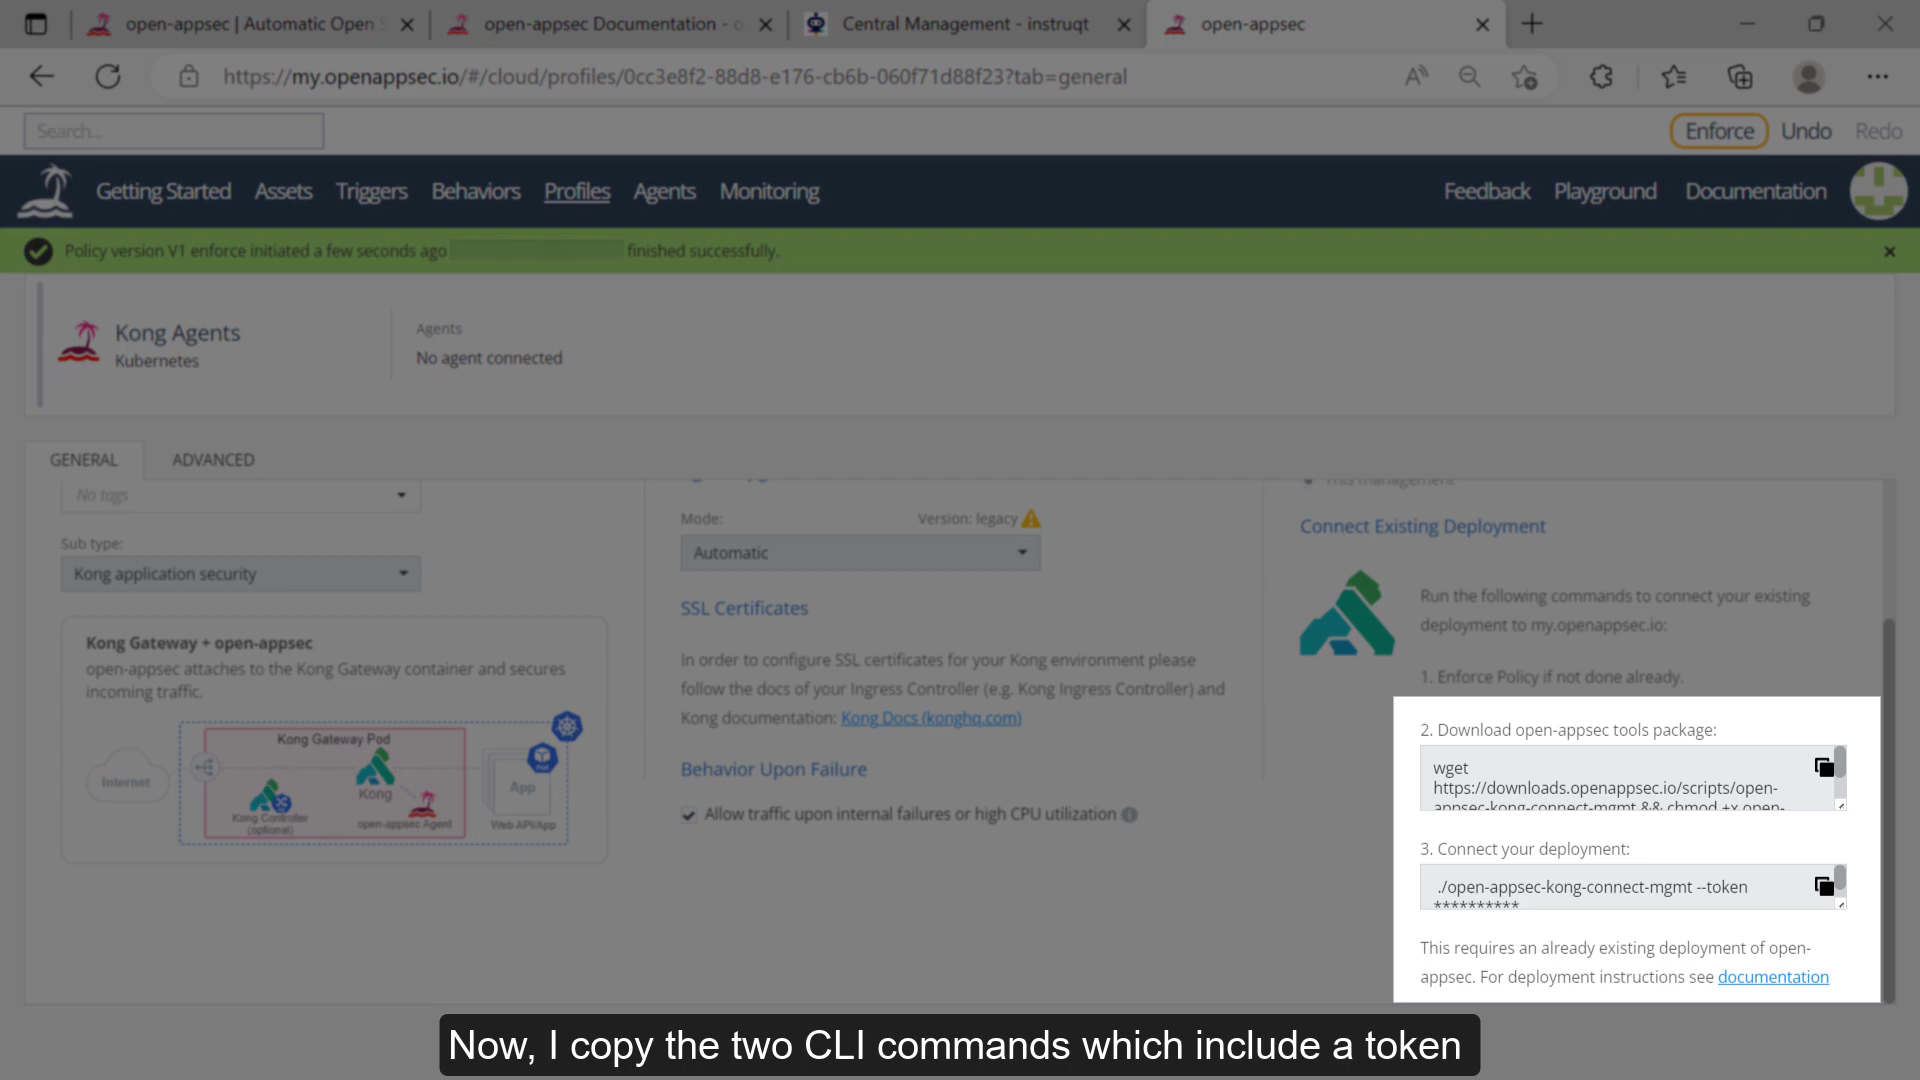 open-appsec | Automatic Open
open-appsec Documentation - o
Central Management - instruqt
open-appsec
https://my.openappsec.io/#/cloud/profiles/0cc3e8f2-88d8-e176-cb6b-060f71d88f23?tab=general
Search...
Enforce
Undo
Redo
Getting Started
Assets
Triggers
Behaviors
Profiles
Agents
Monitoring
Feedback
Playground
Documentation
Policy version V1 enforce initiated a few seconds ago finished successfully.
Kong Agents
Kubernetes
Agents
No agent connected
GENERAL
ADVANCED
No tags
Sub type:
Kong application security
Kong Gateway + open-appsec
open-appsec attaches to the Kong Gateway container and secures
incoming traffic.
Kong Gateway Pod
Internet
Kong
App
Kong Controller
(optional)
open-appsec Agent
Web API/App
Mode:
Version: legacy
Automatic
SSL Certificates
In order to configure SSL certificates for your Kong environment please
follow the docs of your Ingress Controller (e.g. Kong Ingress Controller) and
Kong documentation: Kong Docs (konghq.com)
Behavior Upon Failure
Allow traffic upon internal failures or high CPU utilization
This management
Connect Existing Deployment
Run the following commands to connect your existing
deployment to my.openappsec.io:
1. Enforce Policy if not done already.
2. Download open-appsec tools package:
wget
https://downloads.openappsec.io/scripts/open-
appsec-kong-connect-mgmt && chmod +x open-
3. Connect your deployment:
./open-appsec-kong-connect-mgmt --token
**********
This requires an already existing deployment of open-
appsec. For deployment instructions see documentation
Now, I copy the two CLI commands which include a token